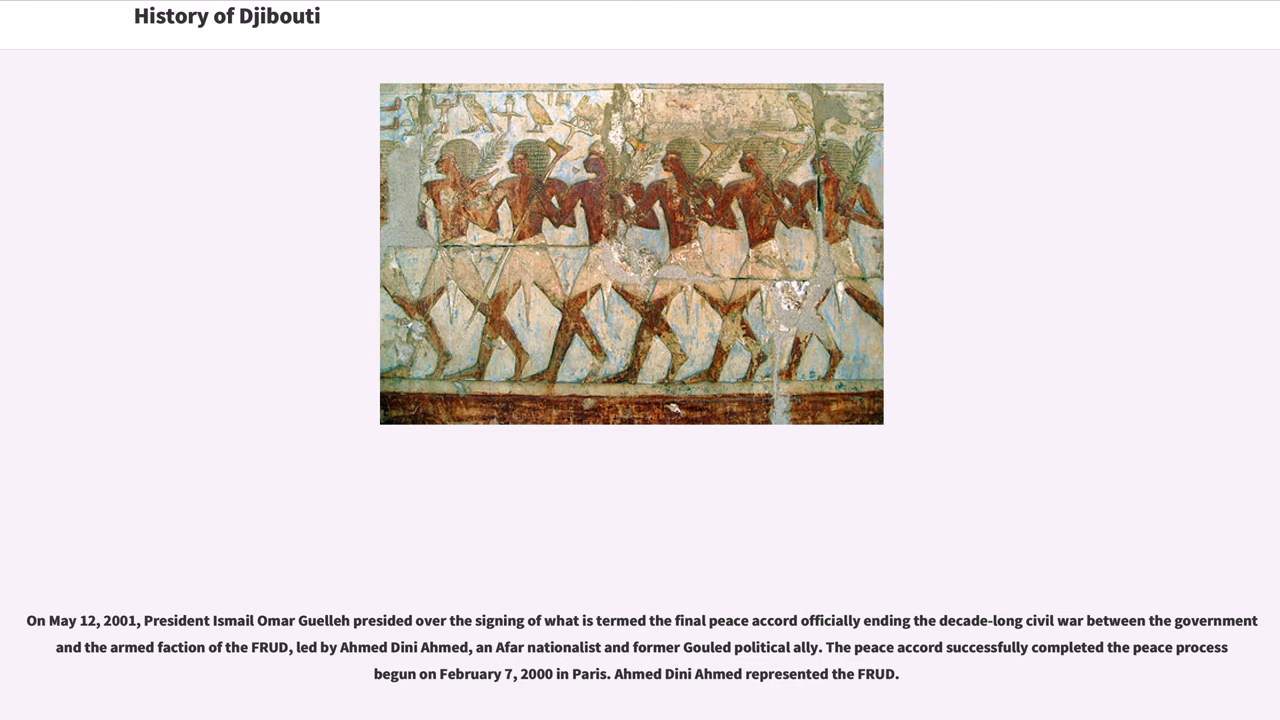 History of Djibouti
On May 12, 2001, President Ismail Omar Guelleh presided over the signing of what is termed the final peace accord officially ending the decade-long civil war between the government
and the armed faction of the FRUD, led by Ahmed Dini Ahmed, an Afar nationalist and former Gouled political ally. The peace accord successfully completed the peace process
begun on February 7, 2000 in Paris. Ahmed Dini Ahmed represented the FRUD.